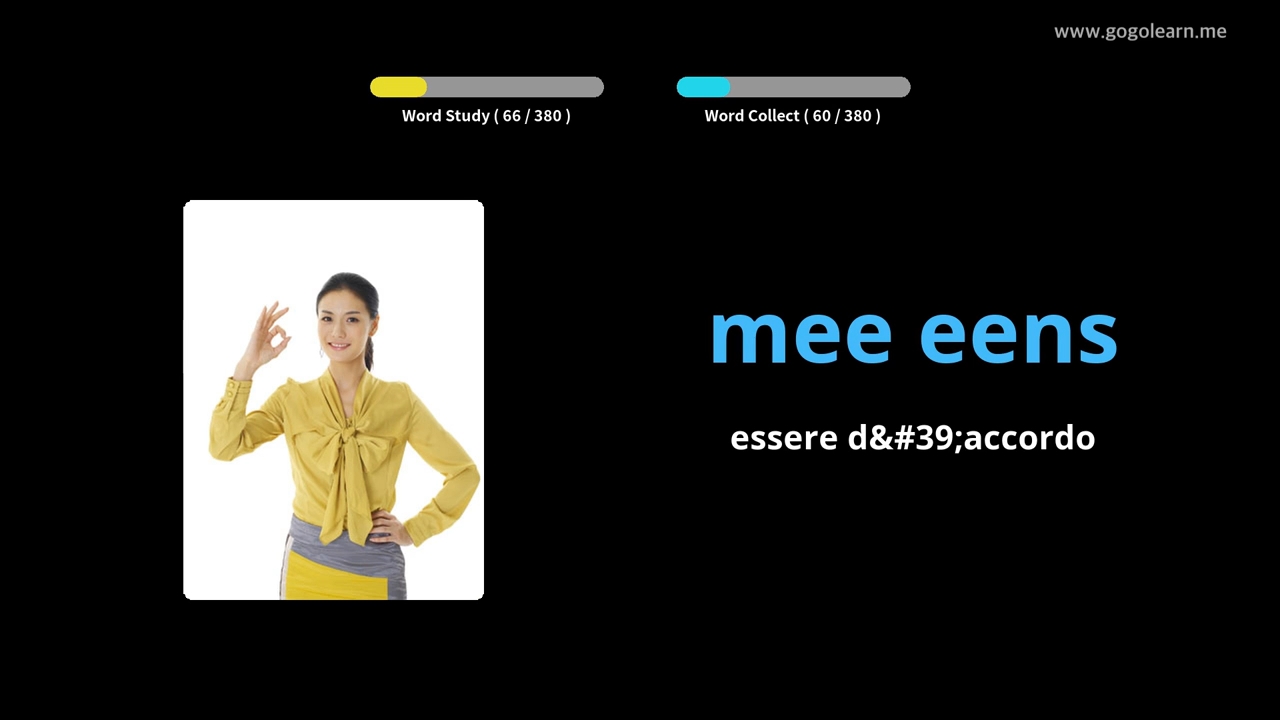 www.gogolearn.me
Word Study ( 66 / 380 )
Word Collect ( 60 / 380 )
mee eens
essere d&#39;accordo